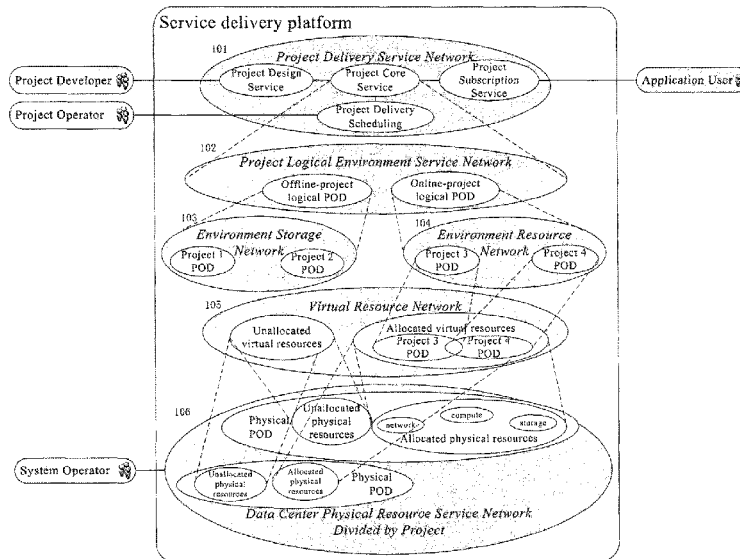 Service delivery platform
101
Project Delivery Service Network
Project Developer
Project Design
Service
Project Core
Service
Project
Subscription
Service
Application User
Project Operator
Project Delivery
Scheduling
102
Project Logical Environment Service Network
Offline-project
logical POD
Online-project
logical POD
103
Environment Storage
Network
Project 1
POD
Project 2
POD
104
Environment Resource
Network
Project 3
POD
Project 4
POD
105
Virtual Resource Network
Unallocated
virtual resources
Allocated virtual resources
Project 3
POD
Project 4
POD
106
Physical
POD
Unallocated
physical
resources
network
compute
storage
Allocated physical resources
System Operator
Unallocated
physical
resources
Allocated
physical
resources
Physical
POD
Data Center Physical Resource Service Network
Divided by Project